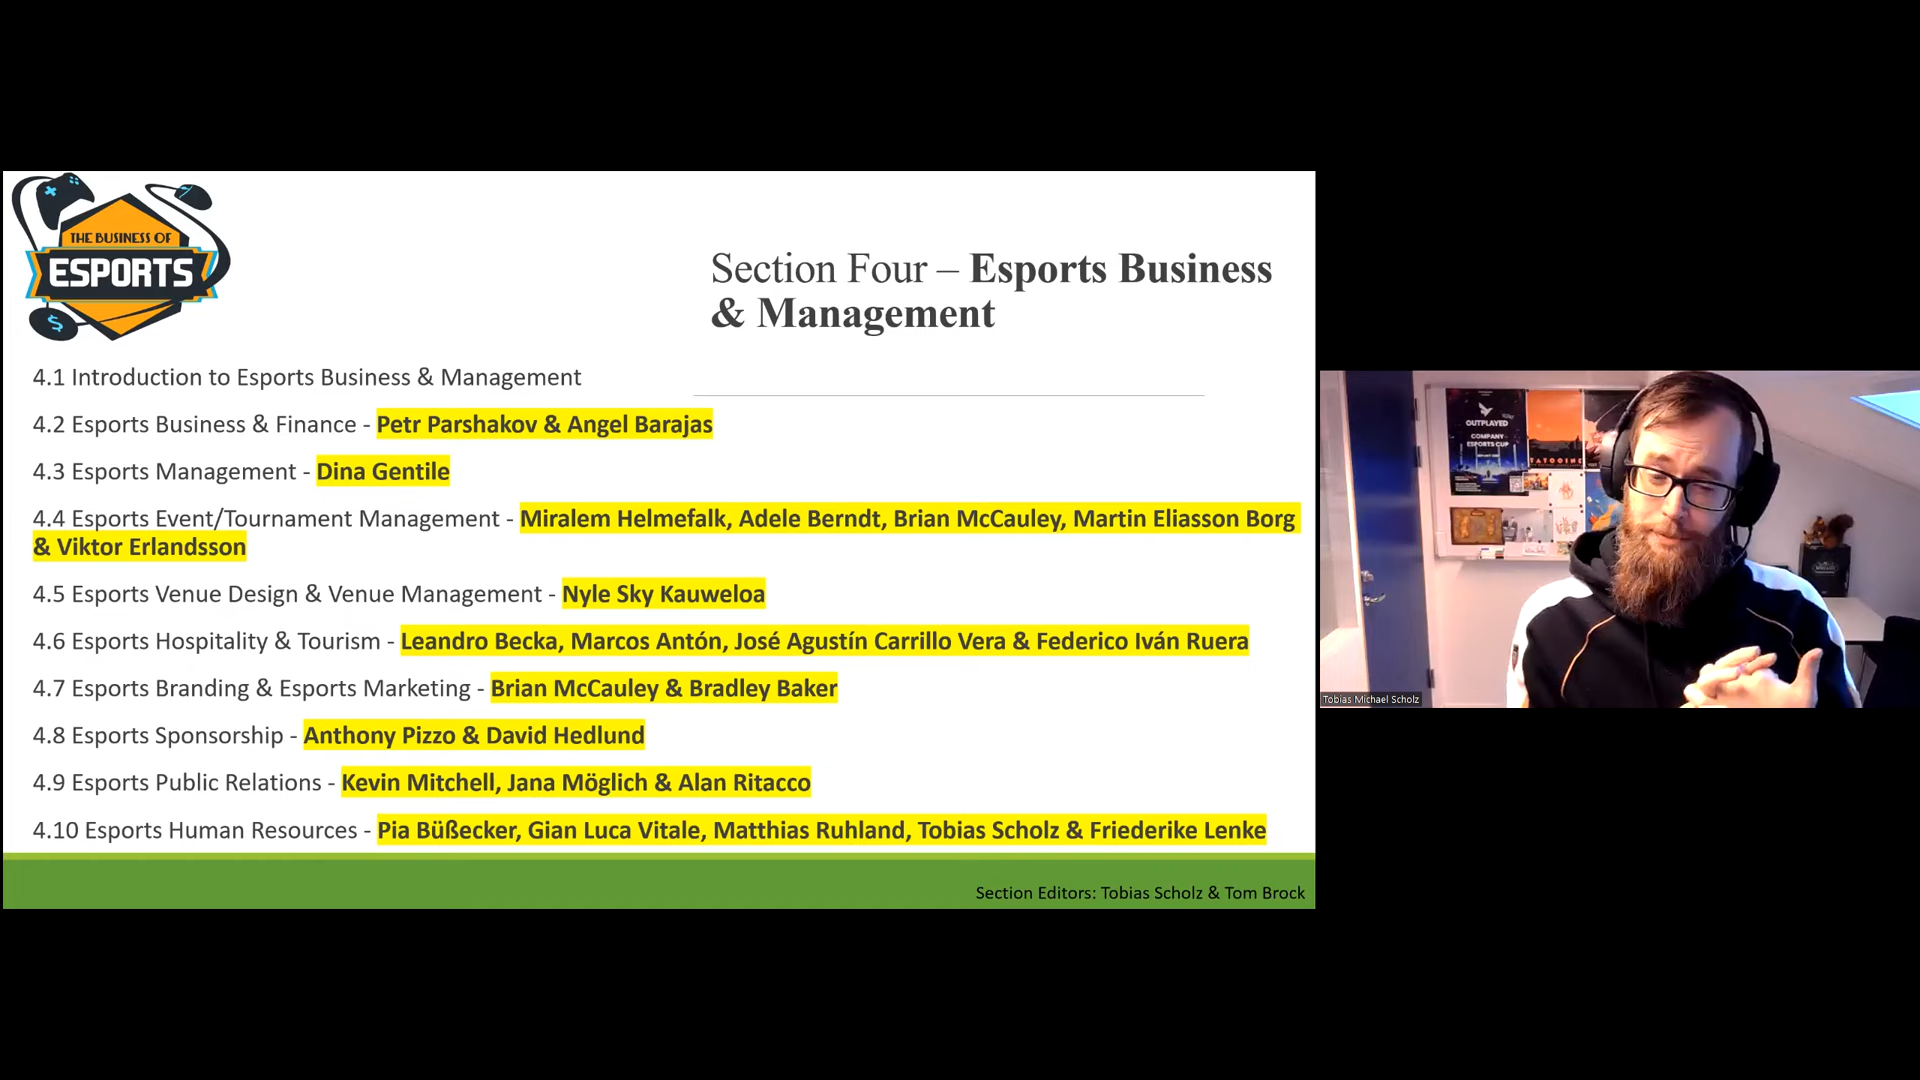 THE BUSINESS OF
ESPORTS
Section Four – Esports Business
& Management
4.1 Introduction to Esports Business & Management
4.2 Esports Business & Finance - Petr Parshakov & Angel Barajas
4.3 Esports Management - Dina Gentile
4.4 Esports Event/Tournament Management - Miralem Helmefalk, Adele Berndt, Brian McCauley, Martin Eliasson Borg
& Viktor Erlandsson
4.5 Esports Venue Design & Venue Management - Nyle Sky Kauweloa
4.6 Esports Hospitality & Tourism - Leandro Becka, Marcos Antón, José Agustín Carrillo Vera & Federico Iván Ruera
4.7 Esports Branding & Esports Marketing - Brian McCauley & Bradley Baker
4.8 Esports Sponsorship - Anthony Pizzo & David Hedlund
4.9 Esports Public Relations - Kevin Mitchell, Jana Möglich & Alan Ritacco
4.10 Esports Human Resources - Pia Büßecker, Gian Luca Vitale, Matthias Ruhland, Tobias Scholz & Friederike Lenke
Section Editors: Tobias Scholz & Tom Brock
OUTPLAYED
COMPANY
ESPORTS CUP
TATOOINE
Tobias Michael Scholz